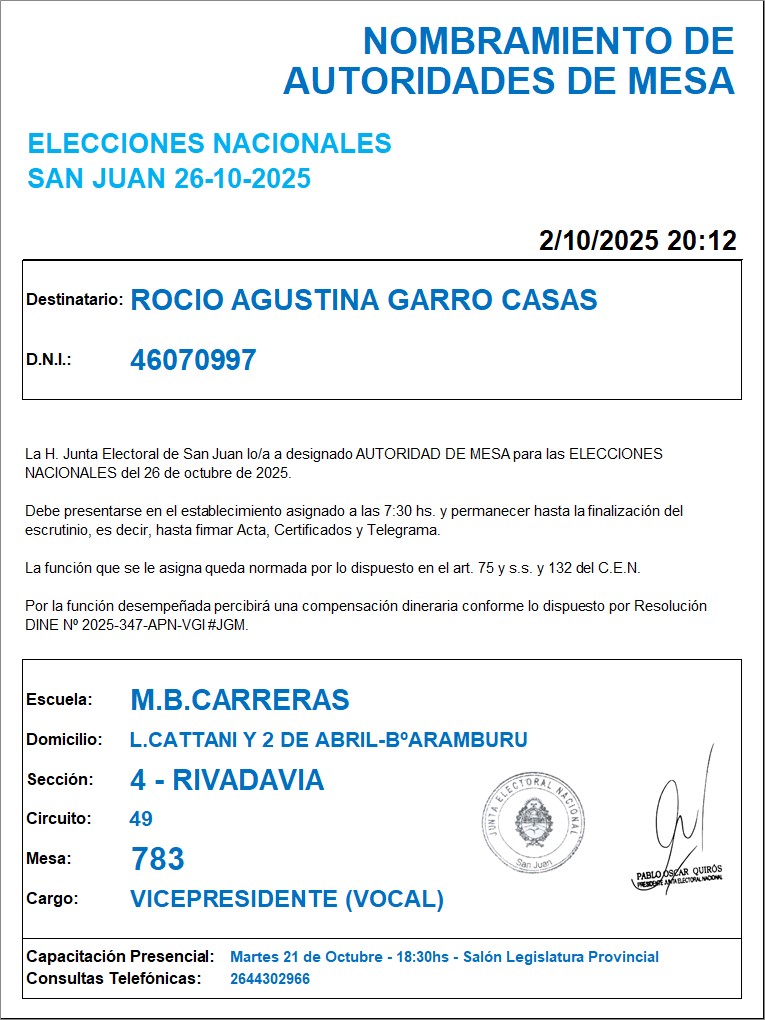 NOMBRAMIENTO DE
AUTORIDADES DE MESA
ELECCIONES NACIONALES
SAN JUAN 26-10-2025
2/10/2025 20:12
Destinatario: ROCIO AGUSTINA GARRO CASAS
D.N.I.: 46070997
La H. Junta Electoral de San Juan lo/a a designado AUTORIDAD DE MESA para las ELECCIONES
NACIONALES del 26 de octubre de 2025.
Debe presentarse en el establecimiento asignado a las 7:30 hs. y permanecer hasta la finalización del
escrutinio, es decir, hasta firmar Acta, Certificados y Telegrama.
La función que se le asigna queda normada por lo dispuesto en el art. 75 y s.s. y 132 del C.E.N.
Por la función desempeñada percibirá una compensación dineraria conforme lo dispuesto por Resolución
DINE Nº 2025-347-APN-VGI#JGM.
Escuela: M.B.CARRERAS
Domicilio: L.CATTANI Y 2 DE ABRIL-BºARAMBURU
Sección: 4 - RIVADAVIA
Circuito: 49
Mesa: 783
Cargo: VICEPRESIDENTE (VOCAL)
JUNTA ELECTORAL NACIONAL
San Juan
PABLO OSCAR QUIRÓS
PRESIDENTE JUNTA ELECTORAL NACIONAL
Capacitación Presencial: Martes 21 de Octubre - 18:30hs - Salón Legislatura Provincial
Consultas Telefónicas: 2644302966